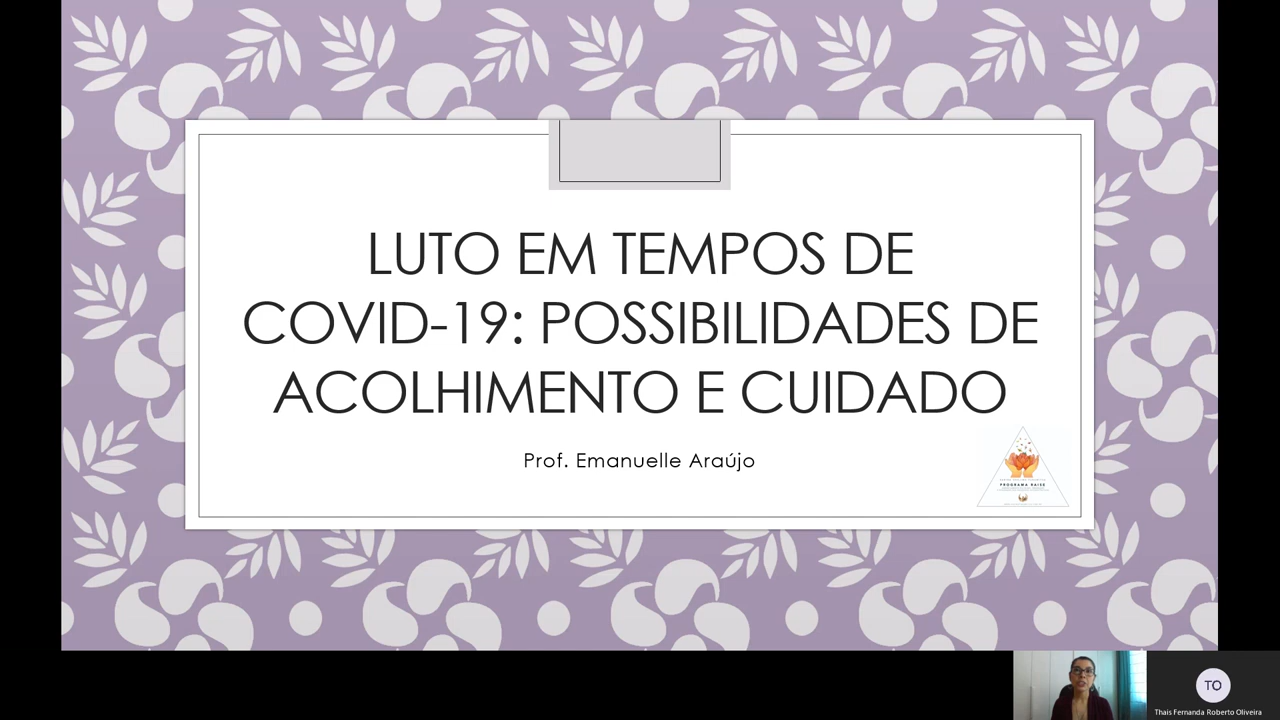 LUTO EM TEMPOS DE
COVID-19: POSSIBILIDADES DE
ACOLHIMENTO E CUIDADO
Prof. Emanuelle Araújo
PROGRAMA RAISE
TO
Thais Fernanda Roberto Oliveira